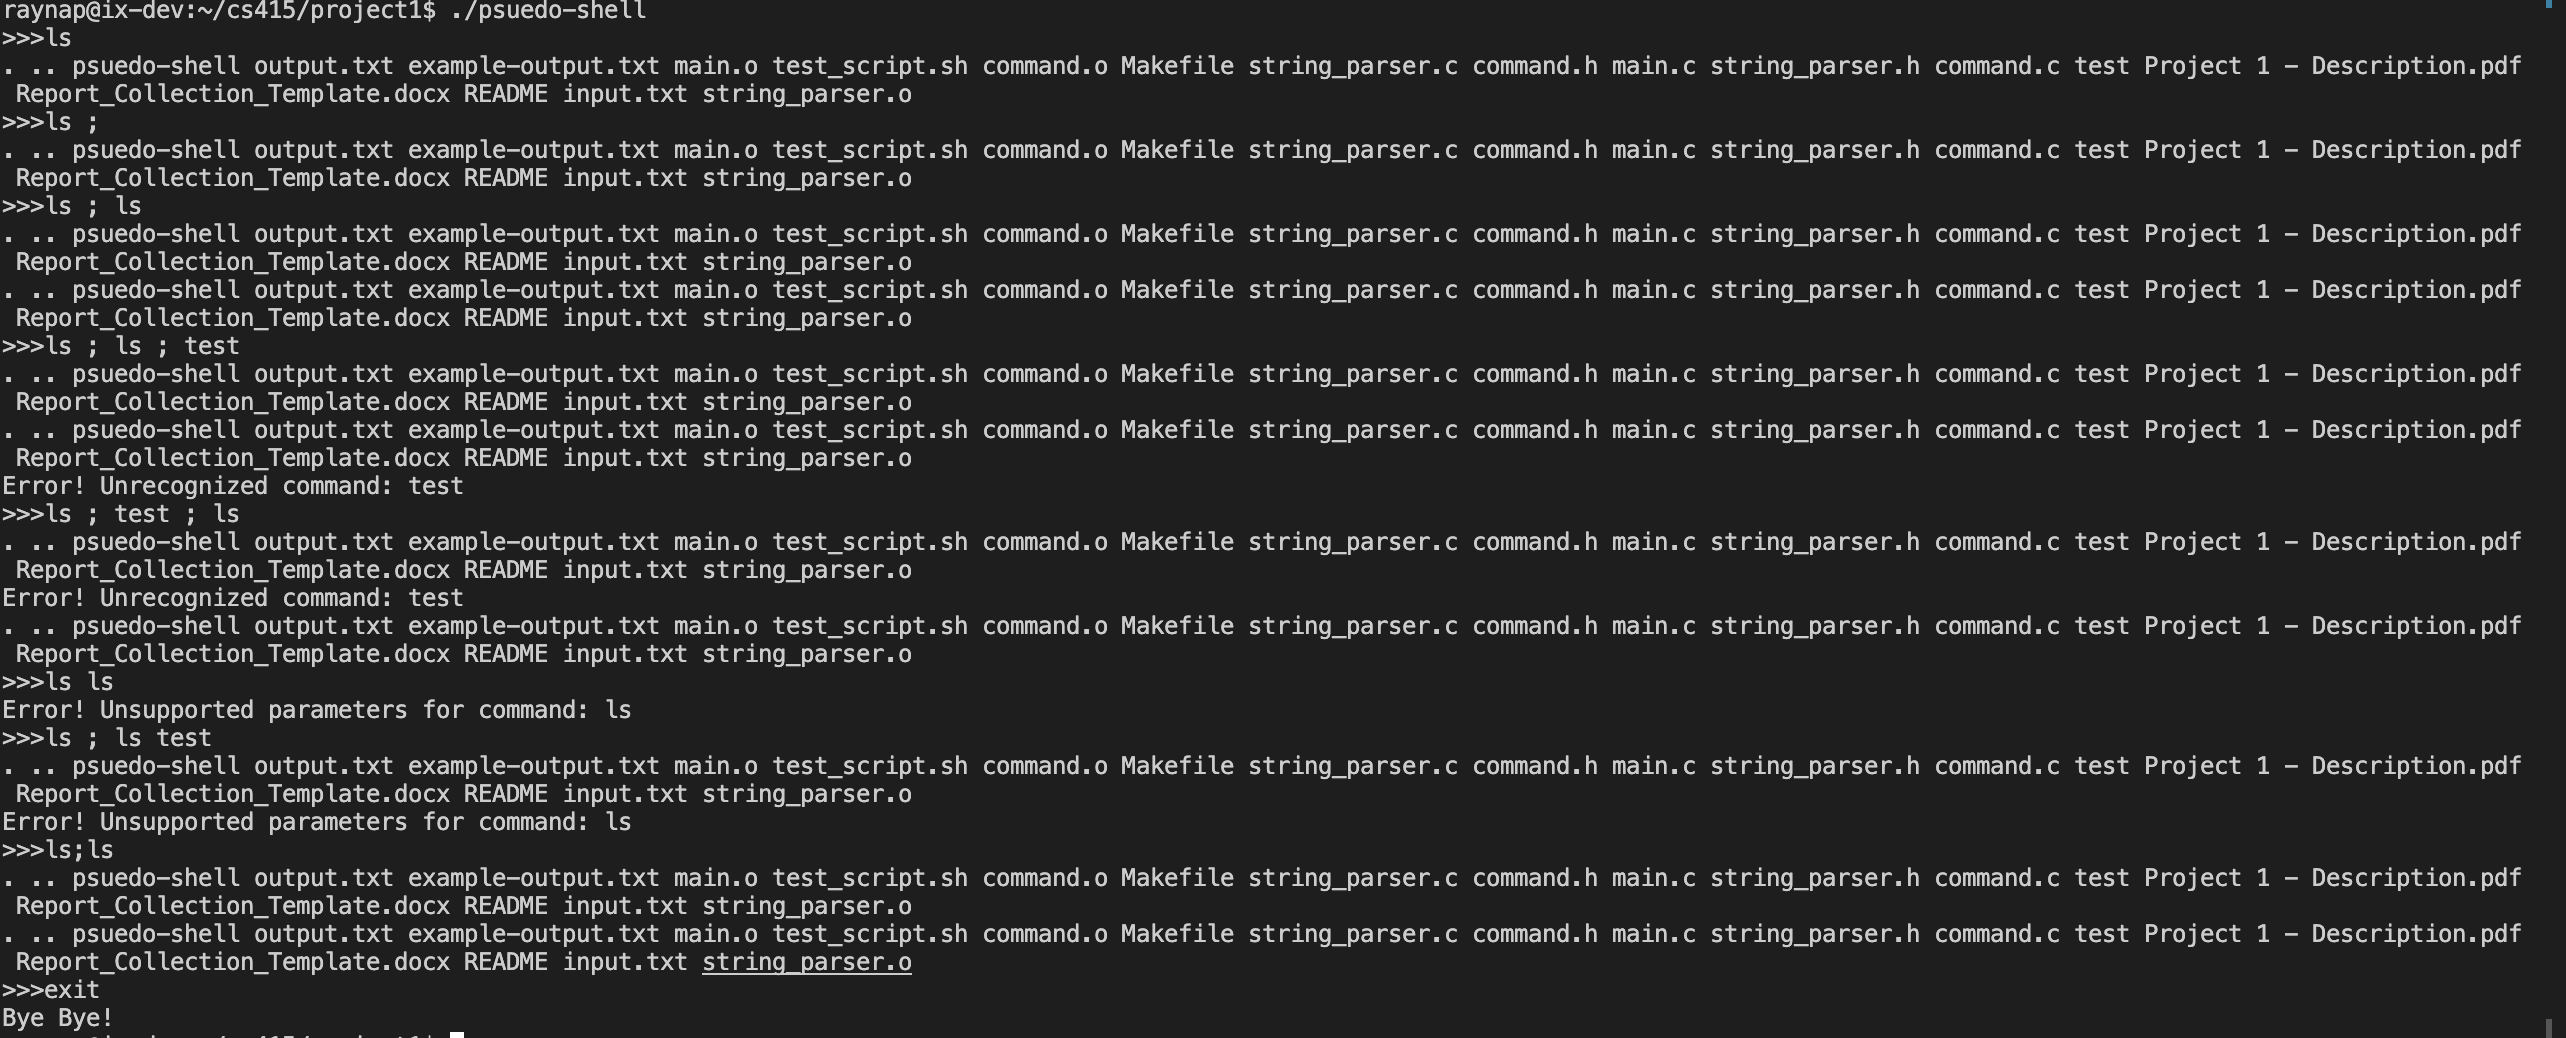 raynap@ix-dev:~/cs415/project1$ ./psuedo-shell
>>>ls
. .. psuedo-shell output.txt example-output.txt main.o test_script.sh command.o Makefile string_parser.c command.h main.c string_parser.h command.c test Project 1 - Description.pdf
 Report_Collection_Template.docx README input.txt string_parser.o
>>>ls ;
. .. psuedo-shell output.txt example-output.txt main.o test_script.sh command.o Makefile string_parser.c command.h main.c string_parser.h command.c test Project 1 - Description.pdf
 Report_Collection_Template.docx README input.txt string_parser.o
>>>ls ; ls
. .. psuedo-shell output.txt example-output.txt main.o test_script.sh command.o Makefile string_parser.c command.h main.c string_parser.h command.c test Project 1 - Description.pdf
 Report_Collection_Template.docx README input.txt string_parser.o
. .. psuedo-shell output.txt example-output.txt main.o test_script.sh command.o Makefile string_parser.c command.h main.c string_parser.h command.c test Project 1 - Description.pdf
 Report_Collection_Template.docx README input.txt string_parser.o
>>>ls ; ls ; test
. .. psuedo-shell output.txt example-output.txt main.o test_script.sh command.o Makefile string_parser.c command.h main.c string_parser.h command.c test Project 1 - Description.pdf
 Report_Collection_Template.docx README input.txt string_parser.o
. .. psuedo-shell output.txt example-output.txt main.o test_script.sh command.o Makefile string_parser.c command.h main.c string_parser.h command.c test Project 1 - Description.pdf
 Report_Collection_Template.docx README input.txt string_parser.o
Error! Unrecognized command: test
>>>ls ; test ; ls
. .. psuedo-shell output.txt example-output.txt main.o test_script.sh command.o Makefile string_parser.c command.h main.c string_parser.h command.c test Project 1 - Description.pdf
 Report_Collection_Template.docx README input.txt string_parser.o
Error! Unrecognized command: test
. .. psuedo-shell output.txt example-output.txt main.o test_script.sh command.o Makefile string_parser.c command.h main.c string_parser.h command.c test Project 1 - Description.pdf
 Report_Collection_Template.docx README input.txt string_parser.o
>>>ls ls
Error! Unsupported parameters for command: ls
>>>ls ; ls test
. .. psuedo-shell output.txt example-output.txt main.o test_script.sh command.o Makefile string_parser.c command.h main.c string_parser.h command.c test Project 1 - Description.pdf
 Report_Collection_Template.docx README input.txt string_parser.o
Error! Unsupported parameters for command: ls
>>>ls;ls
. .. psuedo-shell output.txt example-output.txt main.o test_script.sh command.o Makefile string_parser.c command.h main.c string_parser.h command.c test Project 1 - Description.pdf
 Report_Collection_Template.docx README input.txt string_parser.o
. .. psuedo-shell output.txt example-output.txt main.o test_script.sh command.o Makefile string_parser.c command.h main.c string_parser.h command.c test Project 1 - Description.pdf
 Report_Collection_Template.docx README input.txt string_parser.o
>>>exit
Bye Bye!